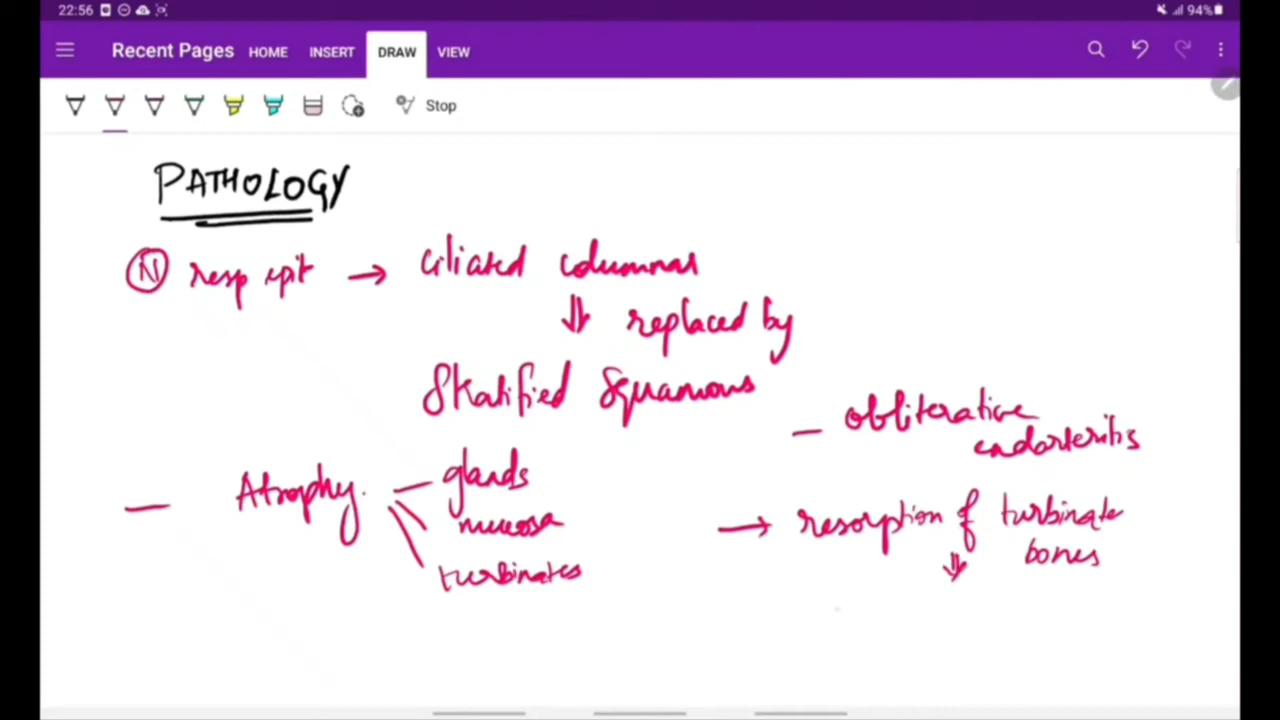 22:56 94%
Recent Pages HOME INSERT DRAW VIEW
Stop
PATHOLOGY
N resp epit → ciliated columnar
⇓ replaced by
Stratified Squamous
- Atrophy. - glands
mucosa
turbinates
- obliterative
endarteritis
→ resorption of turbinate
bones
⇓